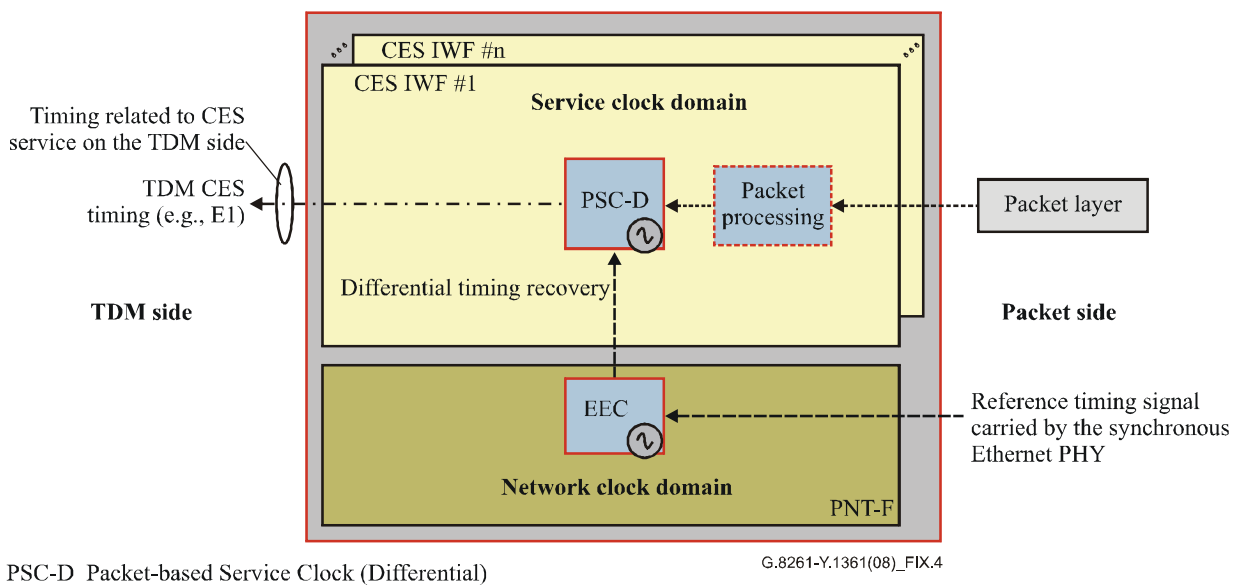 CES IWF #n
CES IWF #1
Service clock domain
Timing related to CES
service on the TDM side
TDM CES
timing (e.g., E1)
PSC-D
Packet
processing
Packet layer
Differential timing recovery
TDM side
Packet side
EEC
Reference timing signal
carried by the synchronous
Ethernet PHY
Network clock domain
PNT-F
G.8261-Y.1361(08)_FIX.4
PSC-D Packet-based Service Clock (Differential)